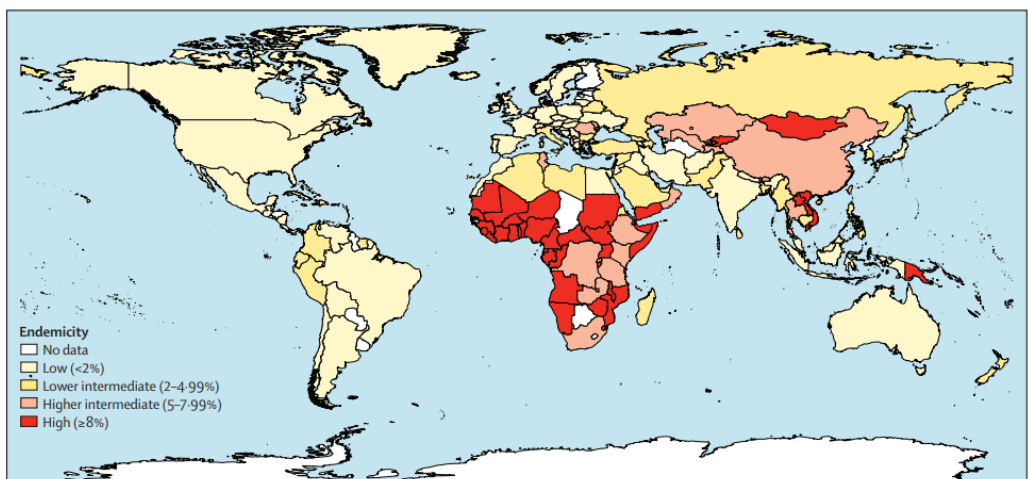 Endemicity
No data
Low (<2%)
Lower intermediate (2–4·99%)
Higher intermediate (5–7·99%)
High (≥8%)